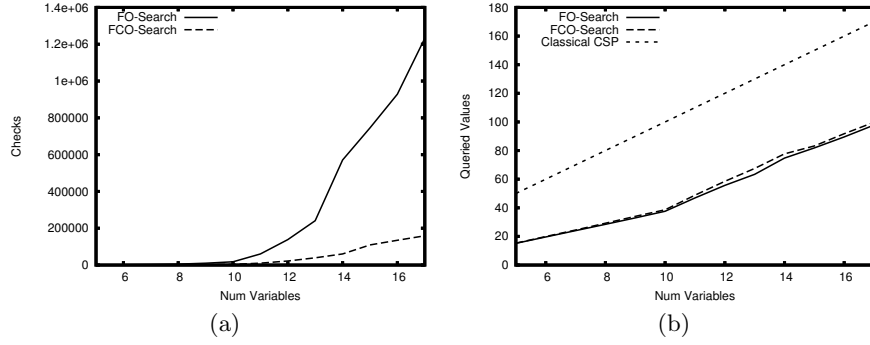 1.4e+06
1.2e+06
1e+06
800000
600000
400000
200000
0
Checks
FO-Search
FCO-Search
6 8 10 12 14 16
Num Variables
(a)
180
160
140
120
100
80
60
40
20
0
Queried Values
FO-Search
FCO-Search
Classical CSP
6 8 10 12 14 16
Num Variables
(b)